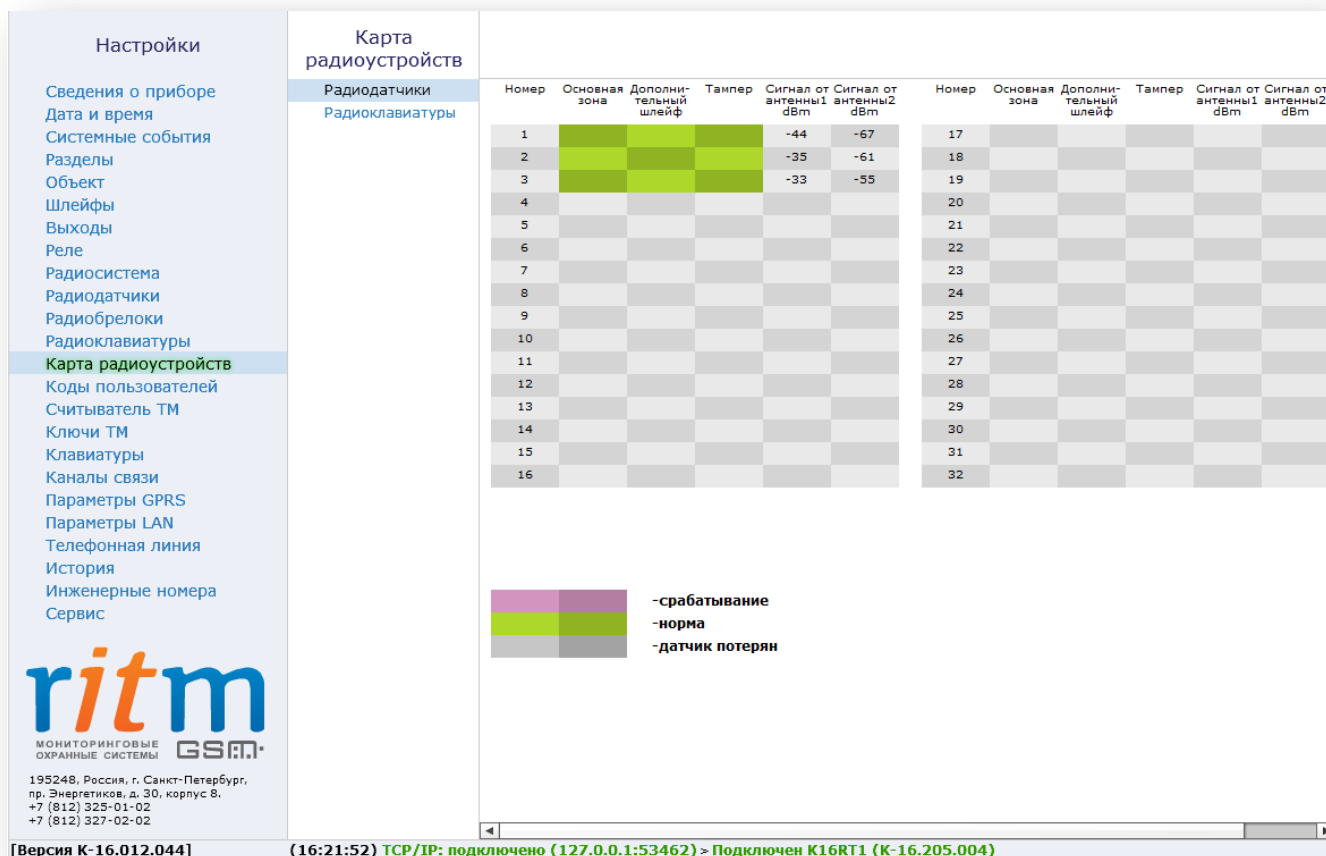 Настройки
Сведения о приборе
Дата и время
Системные события
Разделы
Объект
Шлейфы
Выходы
Реле
Радиосистема
Радиодатчики
Радиобрелоки
Радиоклавиатуры
Карта радиоустройств
Коды пользователей
Считыватель ТМ
Ключи ТМ
Клавиатуры
Каналы связи
Параметры GPRS
Параметры LAN
Телефонная линия
История
Инженерные номера
Сервис
ritm
МОНИТОРИНГОВЫЕ
ОХРАННЫЕ СИСТЕМЫ
GSM
195248, Россия, г. Санкт-Петербург,
пр. Энергетиков, д. 30, корпус 8.
+7 (812) 325-01-02
+7 (812) 327-02-02
Карта
радиоустройств
Радиодатчики
Радиоклавиатуры
Номер Основная Дополни- Тампер Сигнал от Сигнал от Номер Основная Дополни- Тампер Сигнал от Сигнал от
зона тельный антенны1 антенны2 зона тельный антенны1 антенны2
шлейф dBm dBm шлейф dBm dBm
1 -44 -67 17
2 -35 -61 18
3 -33 -55 19
4 20
5 21
6 22
7 23
8 24
9 25
10 26
11 27
12 28
13 29
14 30
15 31
16 32
-срабатывание
-норма
-датчик потерян
[Версия K-16.012.044] (16:21:52) TCP/IP: подключено (127.0.0.1:53462) > Подключен K16RT1 (K-16.205.004)